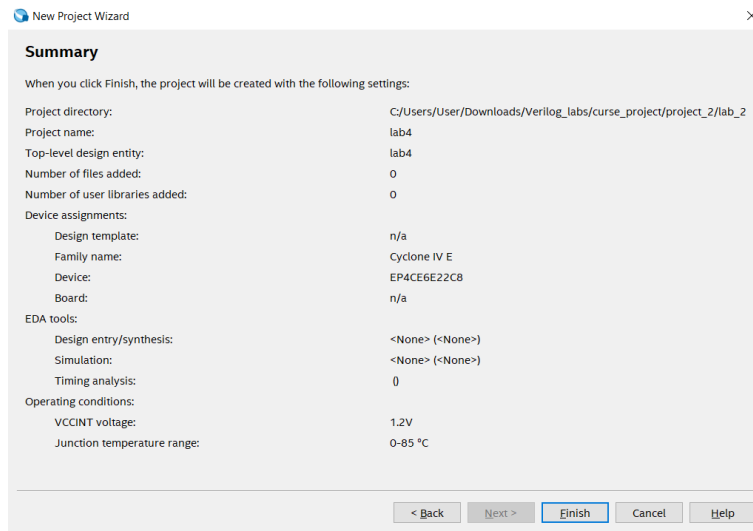 New Project Wizard
Summary
When you click Finish, the project will be created with the following settings:
Project directory: C:/Users/User/Downloads/Verilog_labs/curse_project/project_2/lab_2
Project name: lab4
Top-level design entity: lab4
Number of files added: 0
Number of user libraries added: 0
Device assignments:
Design template: n/a
Family name: Cyclone IV E
Device: EP4CE6E22C8
Board: n/a
EDA tools:
Design entry/synthesis: <None> (<None>)
Simulation: <None> (<None>)
Timing analysis: ()
Operating conditions:
VCCINT voltage: 1.2V
Junction temperature range: 0-85 °C
< Back Next > Finish Cancel Help